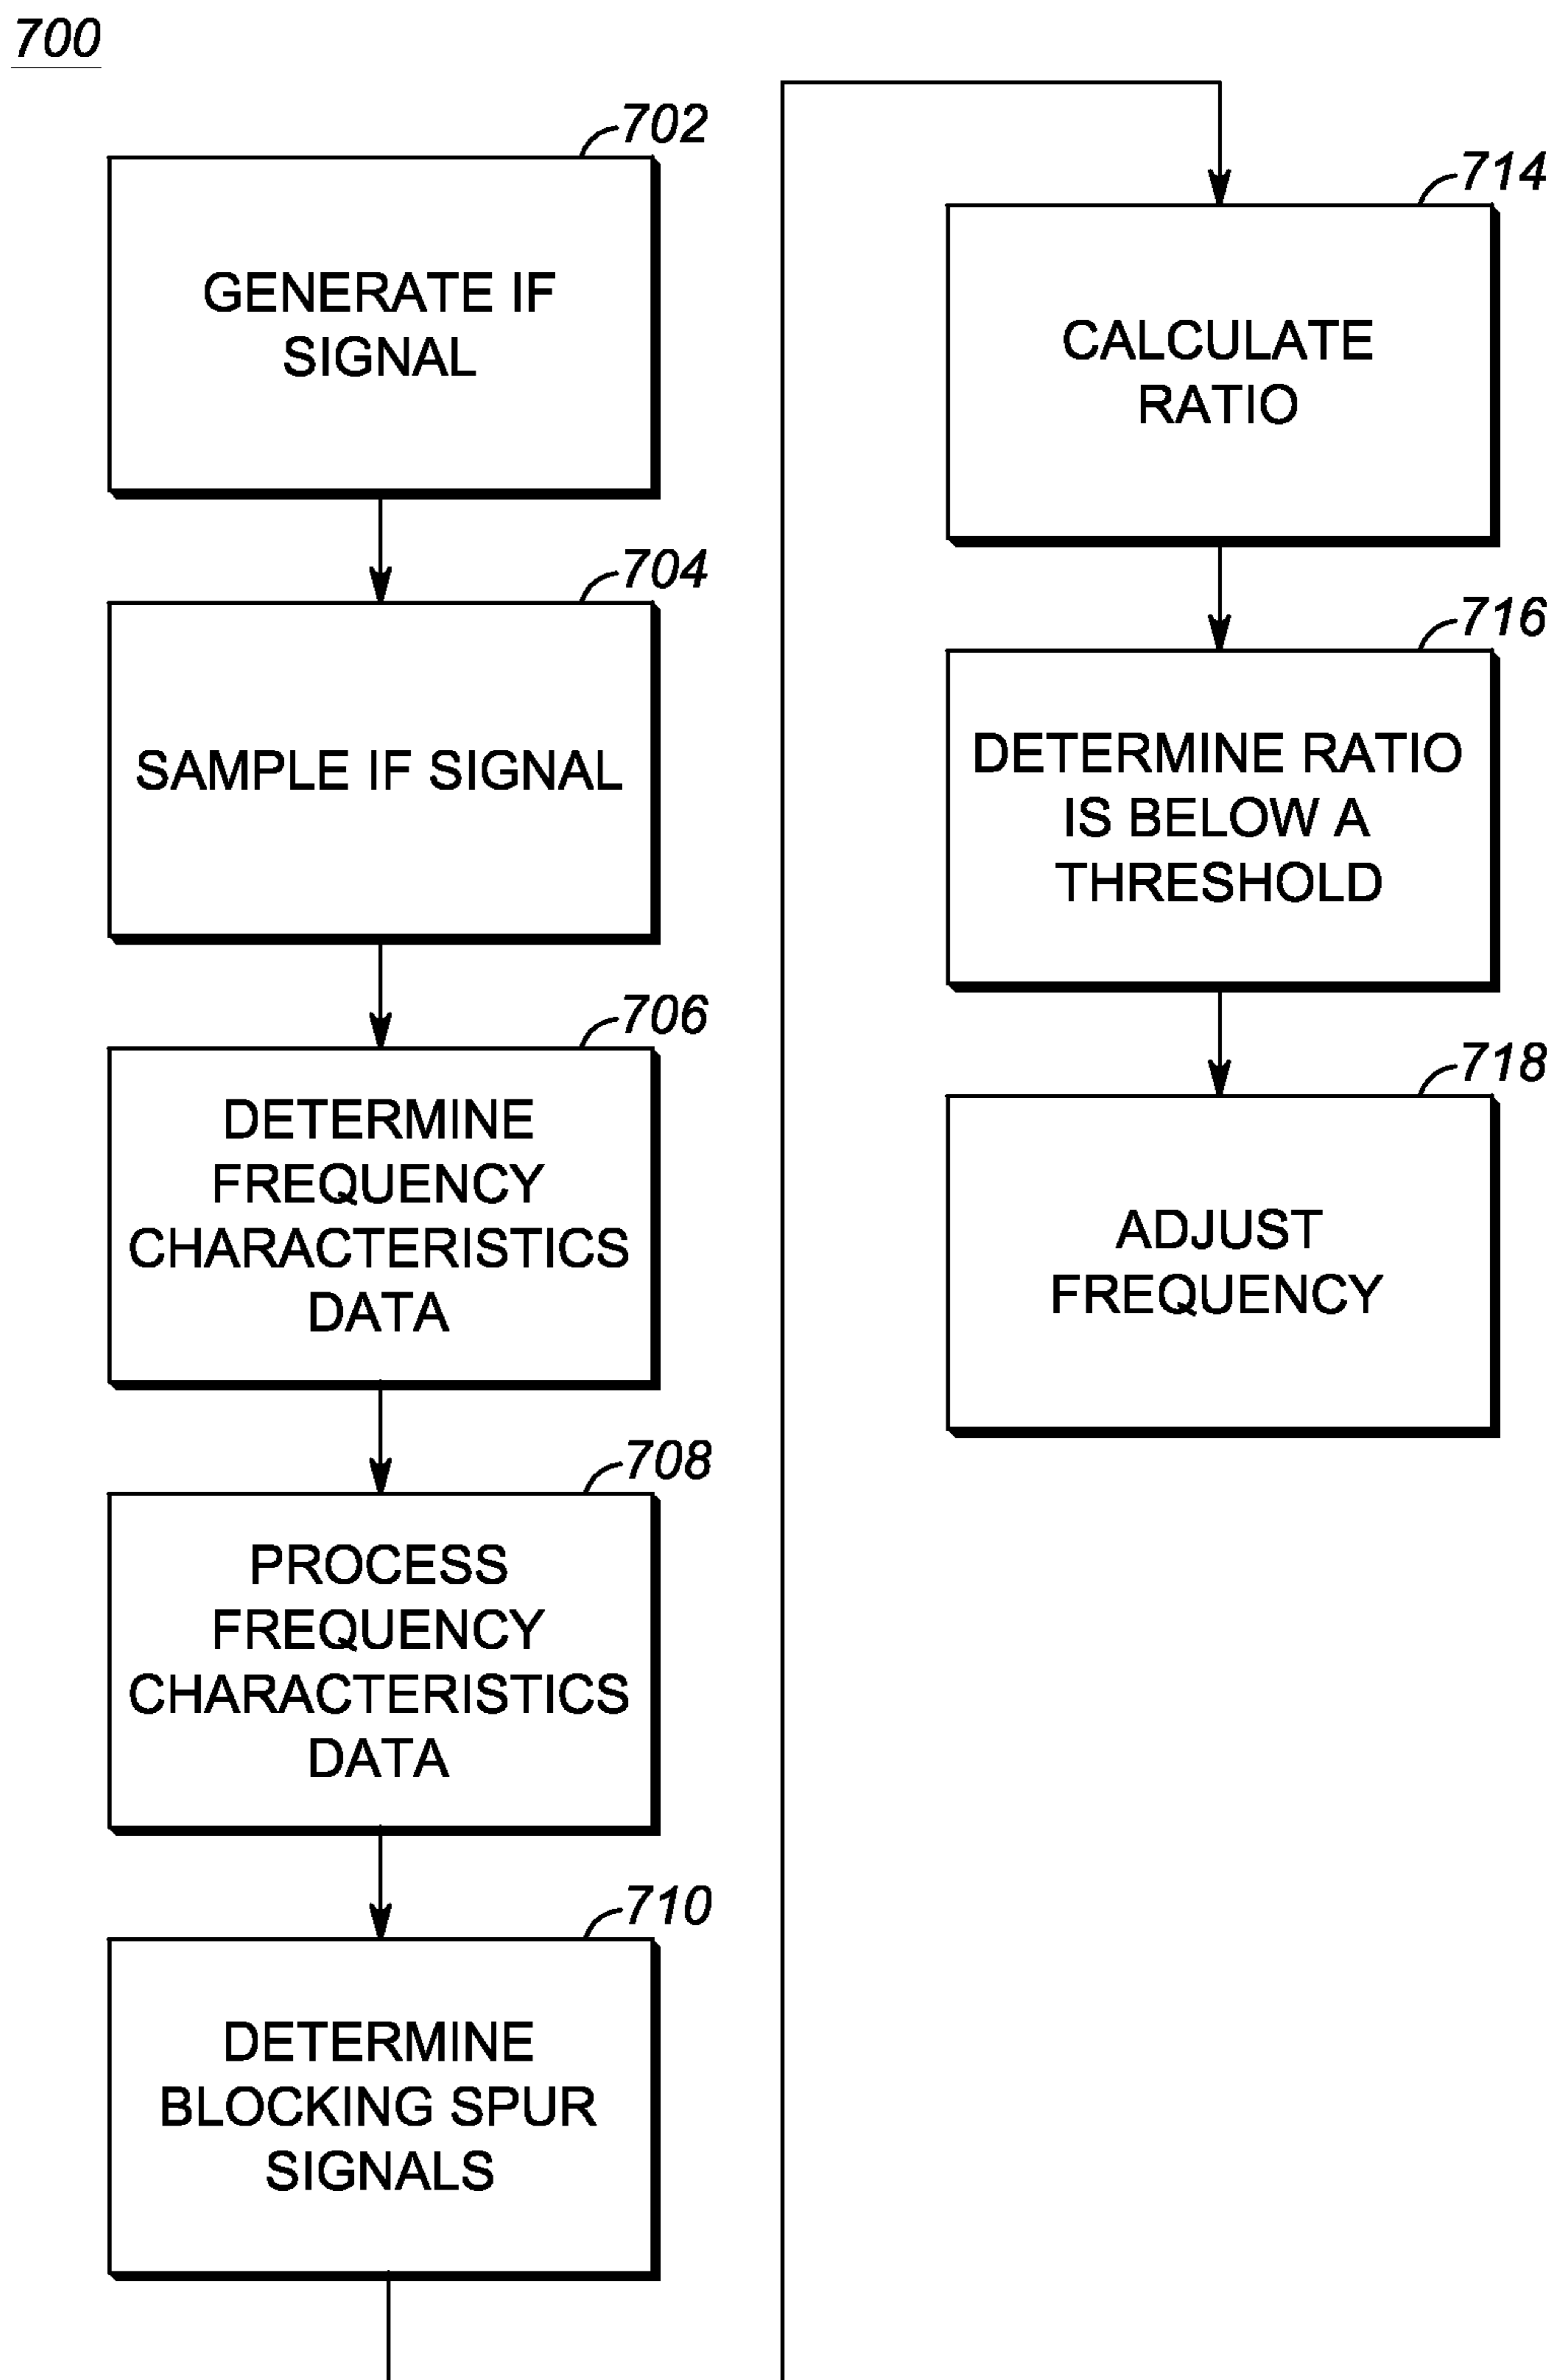 700
702
GENERATE IF
SIGNAL
704
SAMPLE IF SIGNAL
706
DETERMINE
FREQUENCY
CHARACTERISTICS
DATA
708
PROCESS
FREQUENCY
CHARACTERISTICS
DATA
710
DETERMINE
BLOCKING SPUR
SIGNALS
714
CALCULATE
RATIO
716
DETERMINE RATIO
IS BELOW A
THRESHOLD
718
ADJUST
FREQUENCY